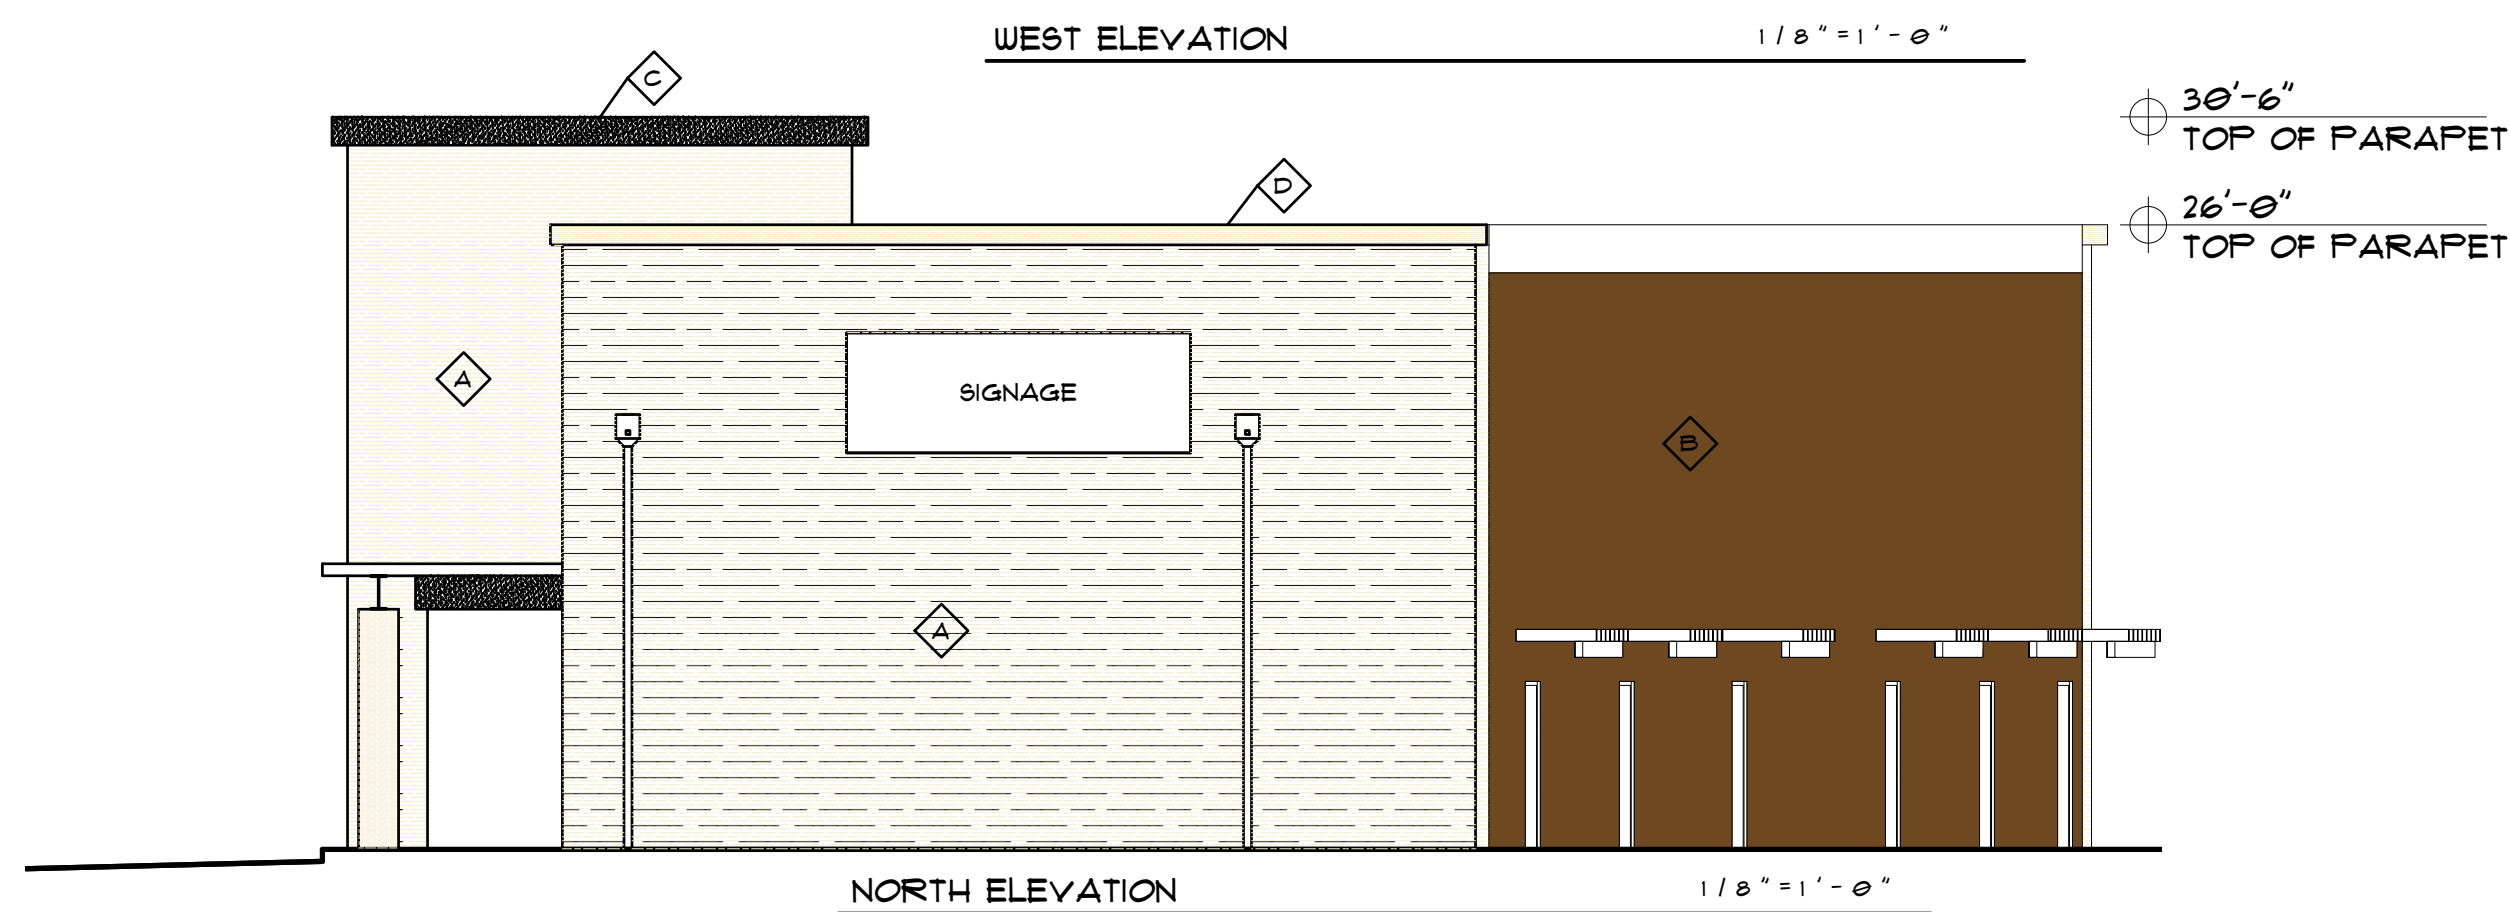 WEST ELEVATION 1/8"=1'-0"
C
30'-6"
TOP OF PARAPET
D
26'-0"
TOP OF PARAPET
A
SIGNAGE
B
A
NORTH ELEVATION 1/8"=1'-0"